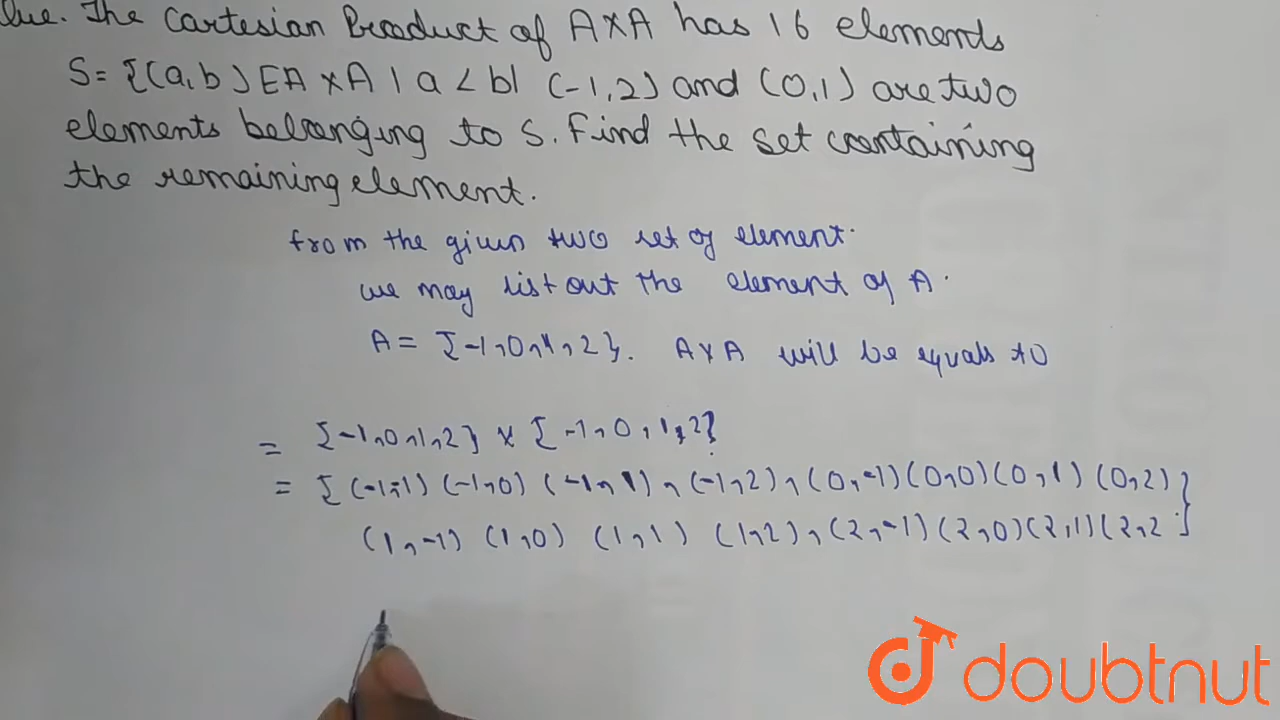 Que. The Cartesian Product of A×A has 16 elements
S= {(a,b) E A × A | a < b| (-1,2) and (0,1) are two
elements belonging to S. Find the set containing
the remaining element.
from the given two set of element.
we may list out the element of A.
A = {-1,0,1,2}. A×A will be equals to
= {-1,0,1,2} × {-1,0,1,2}
= {(-1,-1) (-1,0) (-1,1), (-1,2), (0,-1) (0,0) (0,1) (0,2)
(1,-1) (1,0) (1,1) (1,2), (2,-1) (2,0) (2,1) (2,2 }
doubtnut